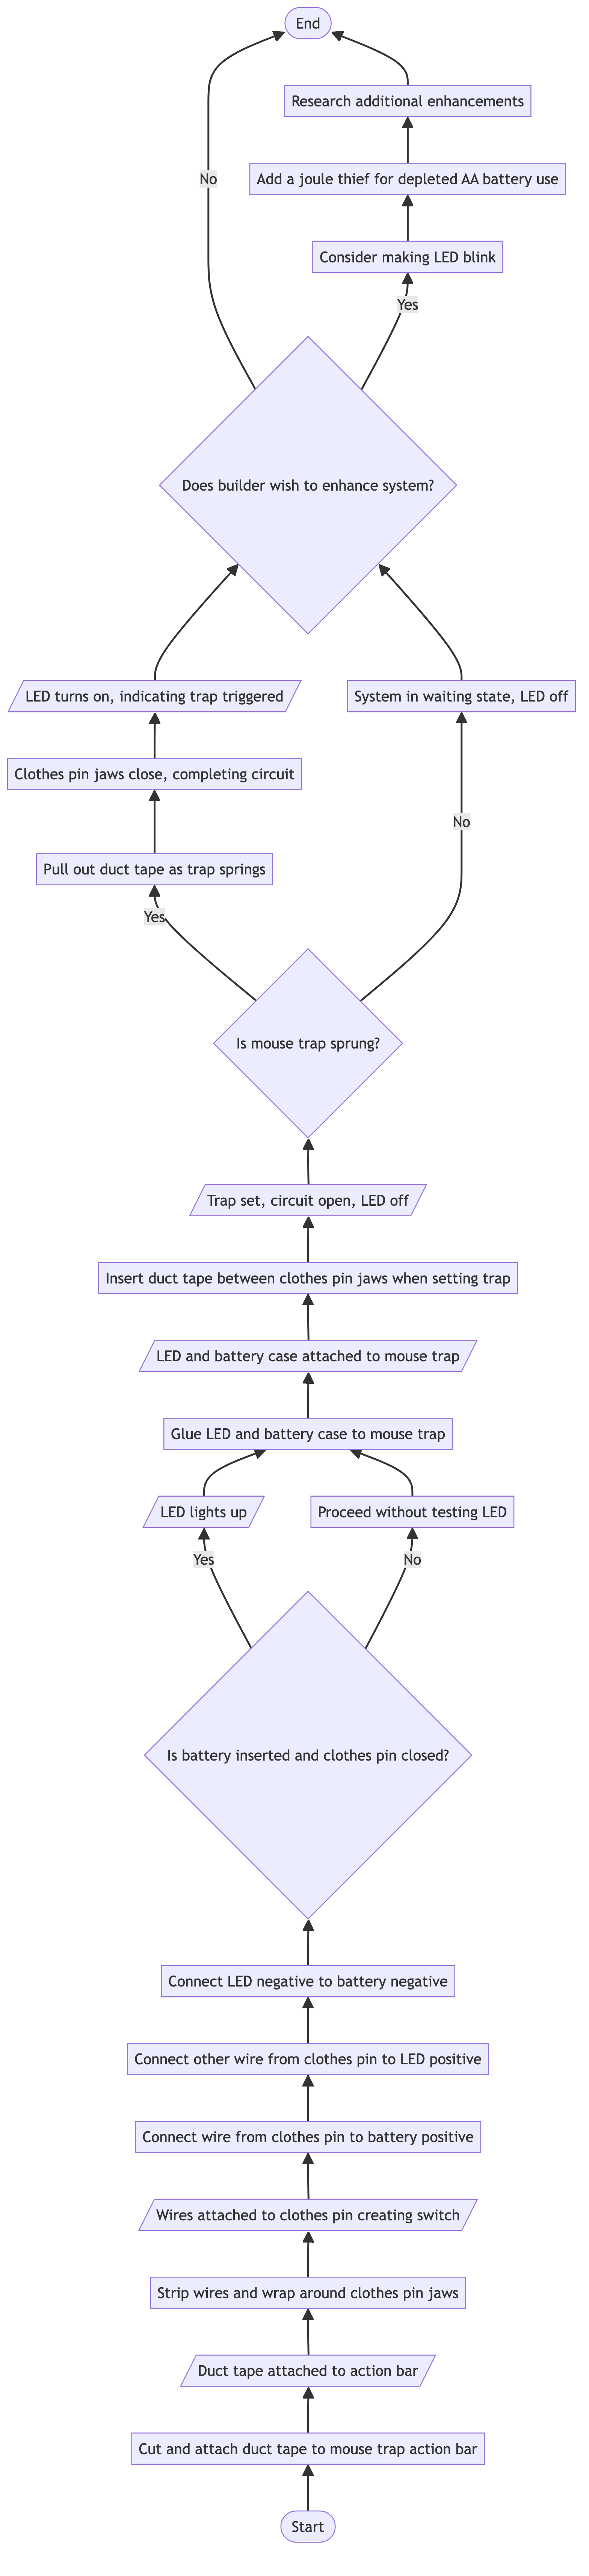 End
Research additional enhancements
Add a joule thief for depleted AA battery use
No
Consider making LED blink
Yes
Does builder wish to enhance system?
LED turns on, indicating trap triggered
System in waiting state, LED off
Clothes pin jaws close, completing circuit
No
Pull out duct tape as trap springs
Yes
Is mouse trap sprung?
Trap set, circuit open, LED off
Insert duct tape between clothes pin jaws when setting trap
LED and battery case attached to mouse trap
Glue LED and battery case to mouse trap
LED lights up
Proceed without testing LED
Yes
No
Is battery inserted and clothes pin closed?
Connect LED negative to battery negative
Connect other wire from clothes pin to LED positive
Connect wire from clothes pin to battery positive
Wires attached to clothes pin creating switch
Strip wires and wrap around clothes pin jaws
Duct tape attached to action bar
Cut and attach duct tape to mouse trap action bar
Start